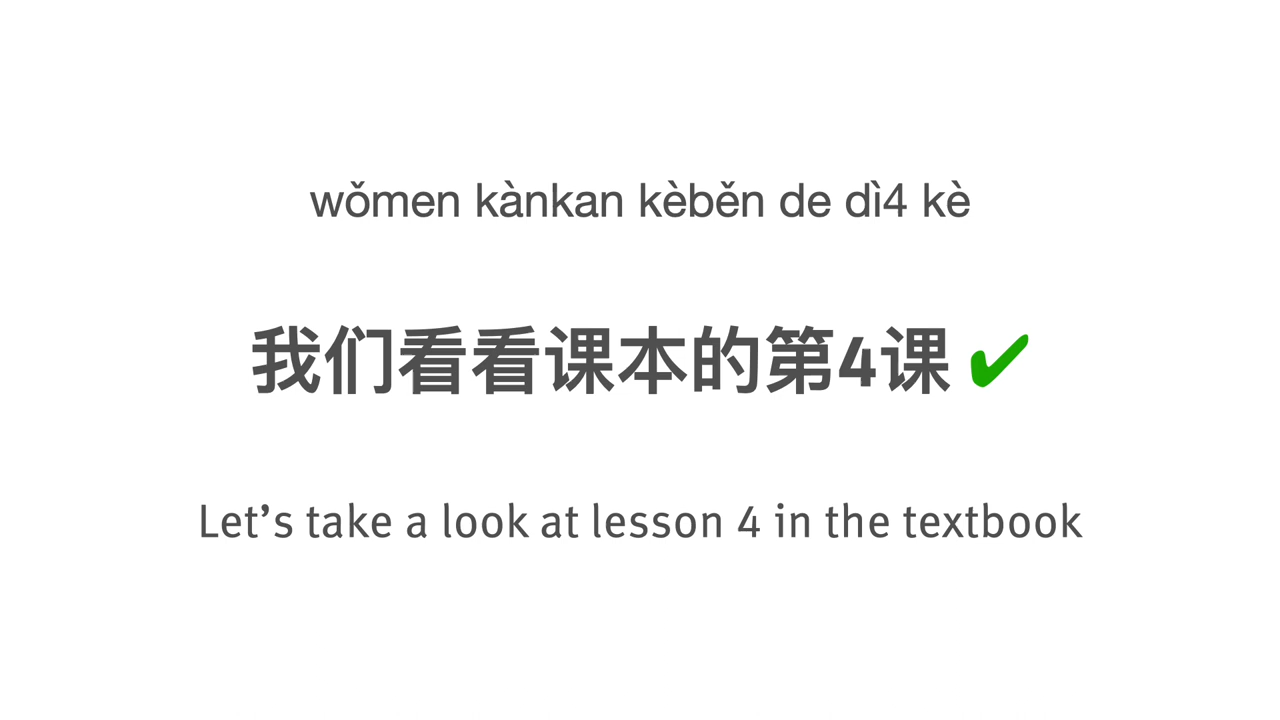 wǒmen kànkan kèběn de dì4 kè
我们看看课本的第4课 ✔
Let’s take a look at lesson 4 in the textbook